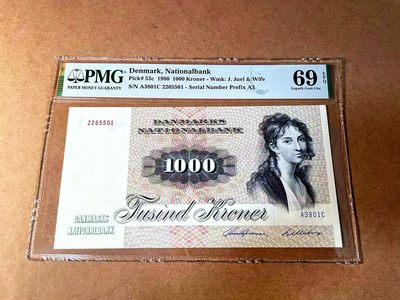 PMG
PAPER MONEY GUARANTY
Denmark, Nationalbank
Pick# 53c 1980 1000 Kroner - Wmk: J. Juel & Wife
S/N A3801C 2265501 - Serial Number Prefix A3
69 EPQ
Superb Gem Unc
2265501
DANMARKS
NATIONALBANK
1000
Tusind Kroner
DANMARKS
NATIONALBANK
A3801C